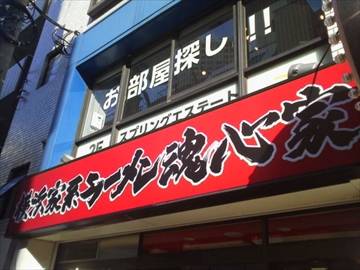 お部屋探し!!
スプリングエステート
横浜家系ラーメン魂心家